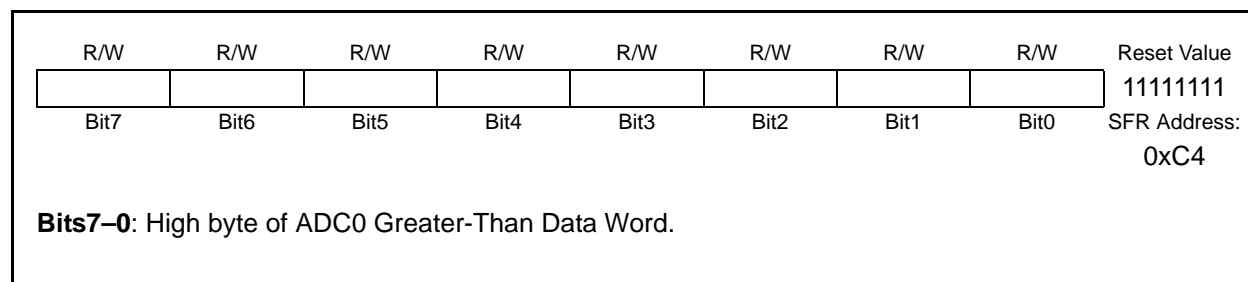 R/W R/W R/W R/W R/W R/W R/W R/W Reset Value
11111111
Bit7 Bit6 Bit5 Bit4 Bit3 Bit2 Bit1 Bit0 SFR Address:
0xC4
Bits7–0: High byte of ADC0 Greater-Than Data Word.